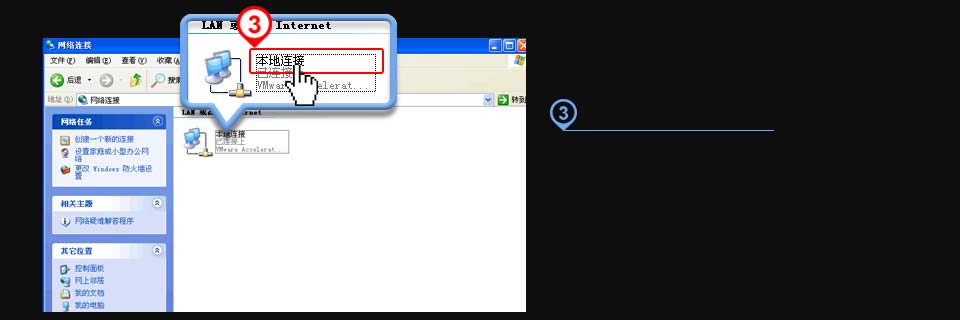 3
LAN 或 Internet
本地连接
已连接
VMware Accelerat...
网络连接
文件(F) 编辑(E) 查看(V) 收藏(A
后退 搜索
地址(D) 网络连接 转到
LAN 或 Internet
网络任务
创建一个新的连接
设置家庭或小型办公网
络
更改 Windows 防火墙设
置
本地连接
已连接上
VMware Accelerat...
相关主题
网络疑难解答程序
其它位置
控制面板
网上邻居
我的文档
我的电脑
3